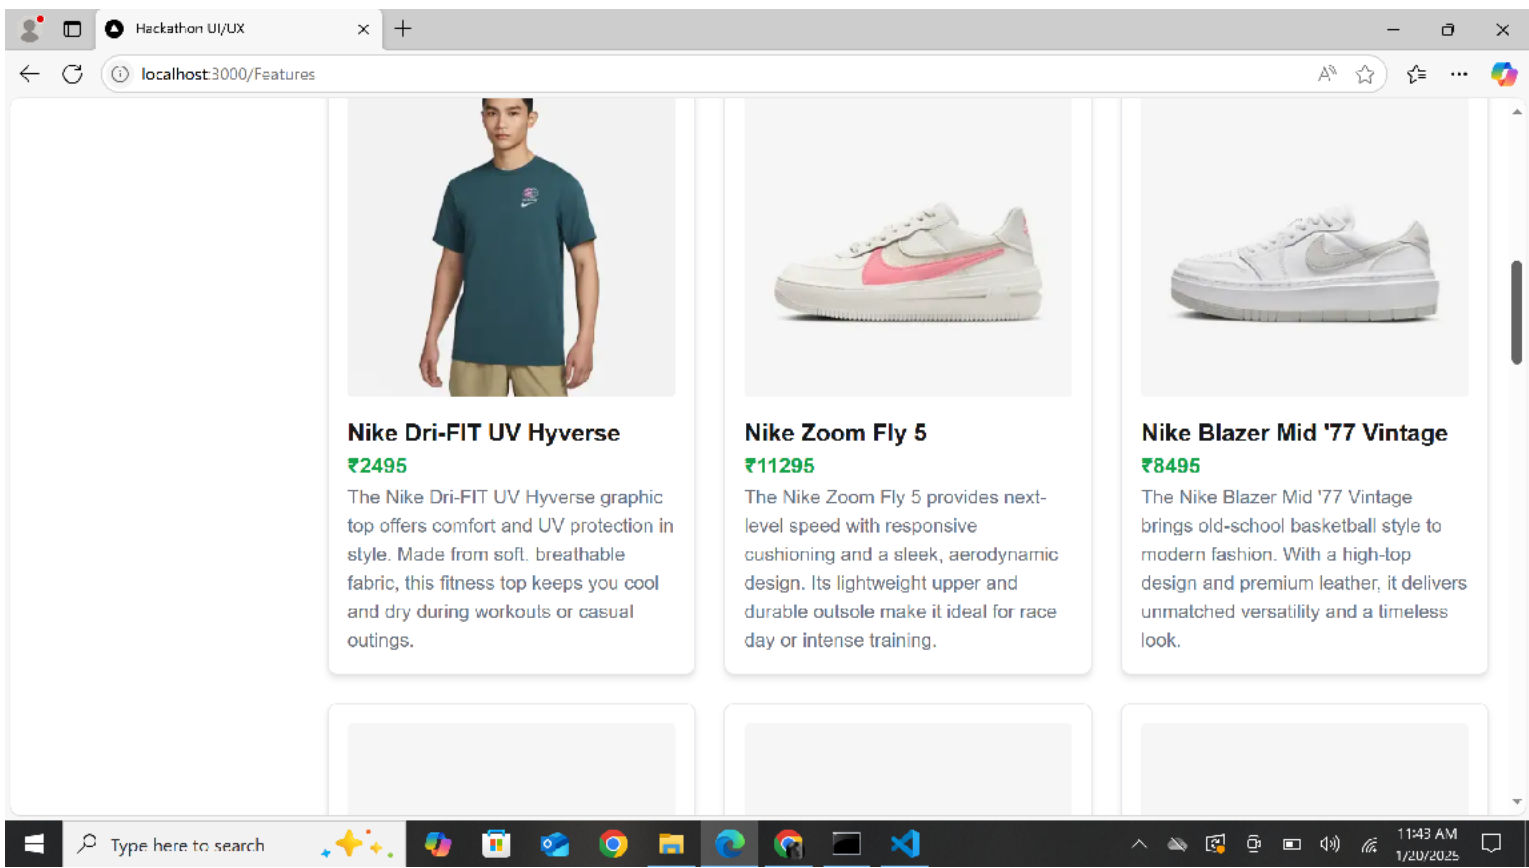 Hackathon UI/UX
localhost:3000/Features
Nike Dri-FIT UV Hyverse
₹2495
The Nike Dri-FIT UV Hyverse graphic
top offers comfort and UV protection in
style. Made from soft. breathable
fabric, this fitness top keeps you cool
and dry during workouts or casual
outings.
Nike Zoom Fly 5
₹11295
The Nike Zoom Fly 5 provides next-
level speed with responsive
cushioning and a sleek, aerodynamic
design. Its lightweight upper and
durable outsole make it ideal for race
day or intense training.
Nike Blazer Mid '77 Vintage
₹8495
The Nike Blazer Mid '77 Vintage
brings old-school basketball style to
modern fashion. With a high-top
design and premium leather, it delivers
unmatched versatility and a timeless
look.
Type here to search
11:43 AM
1/20/2025